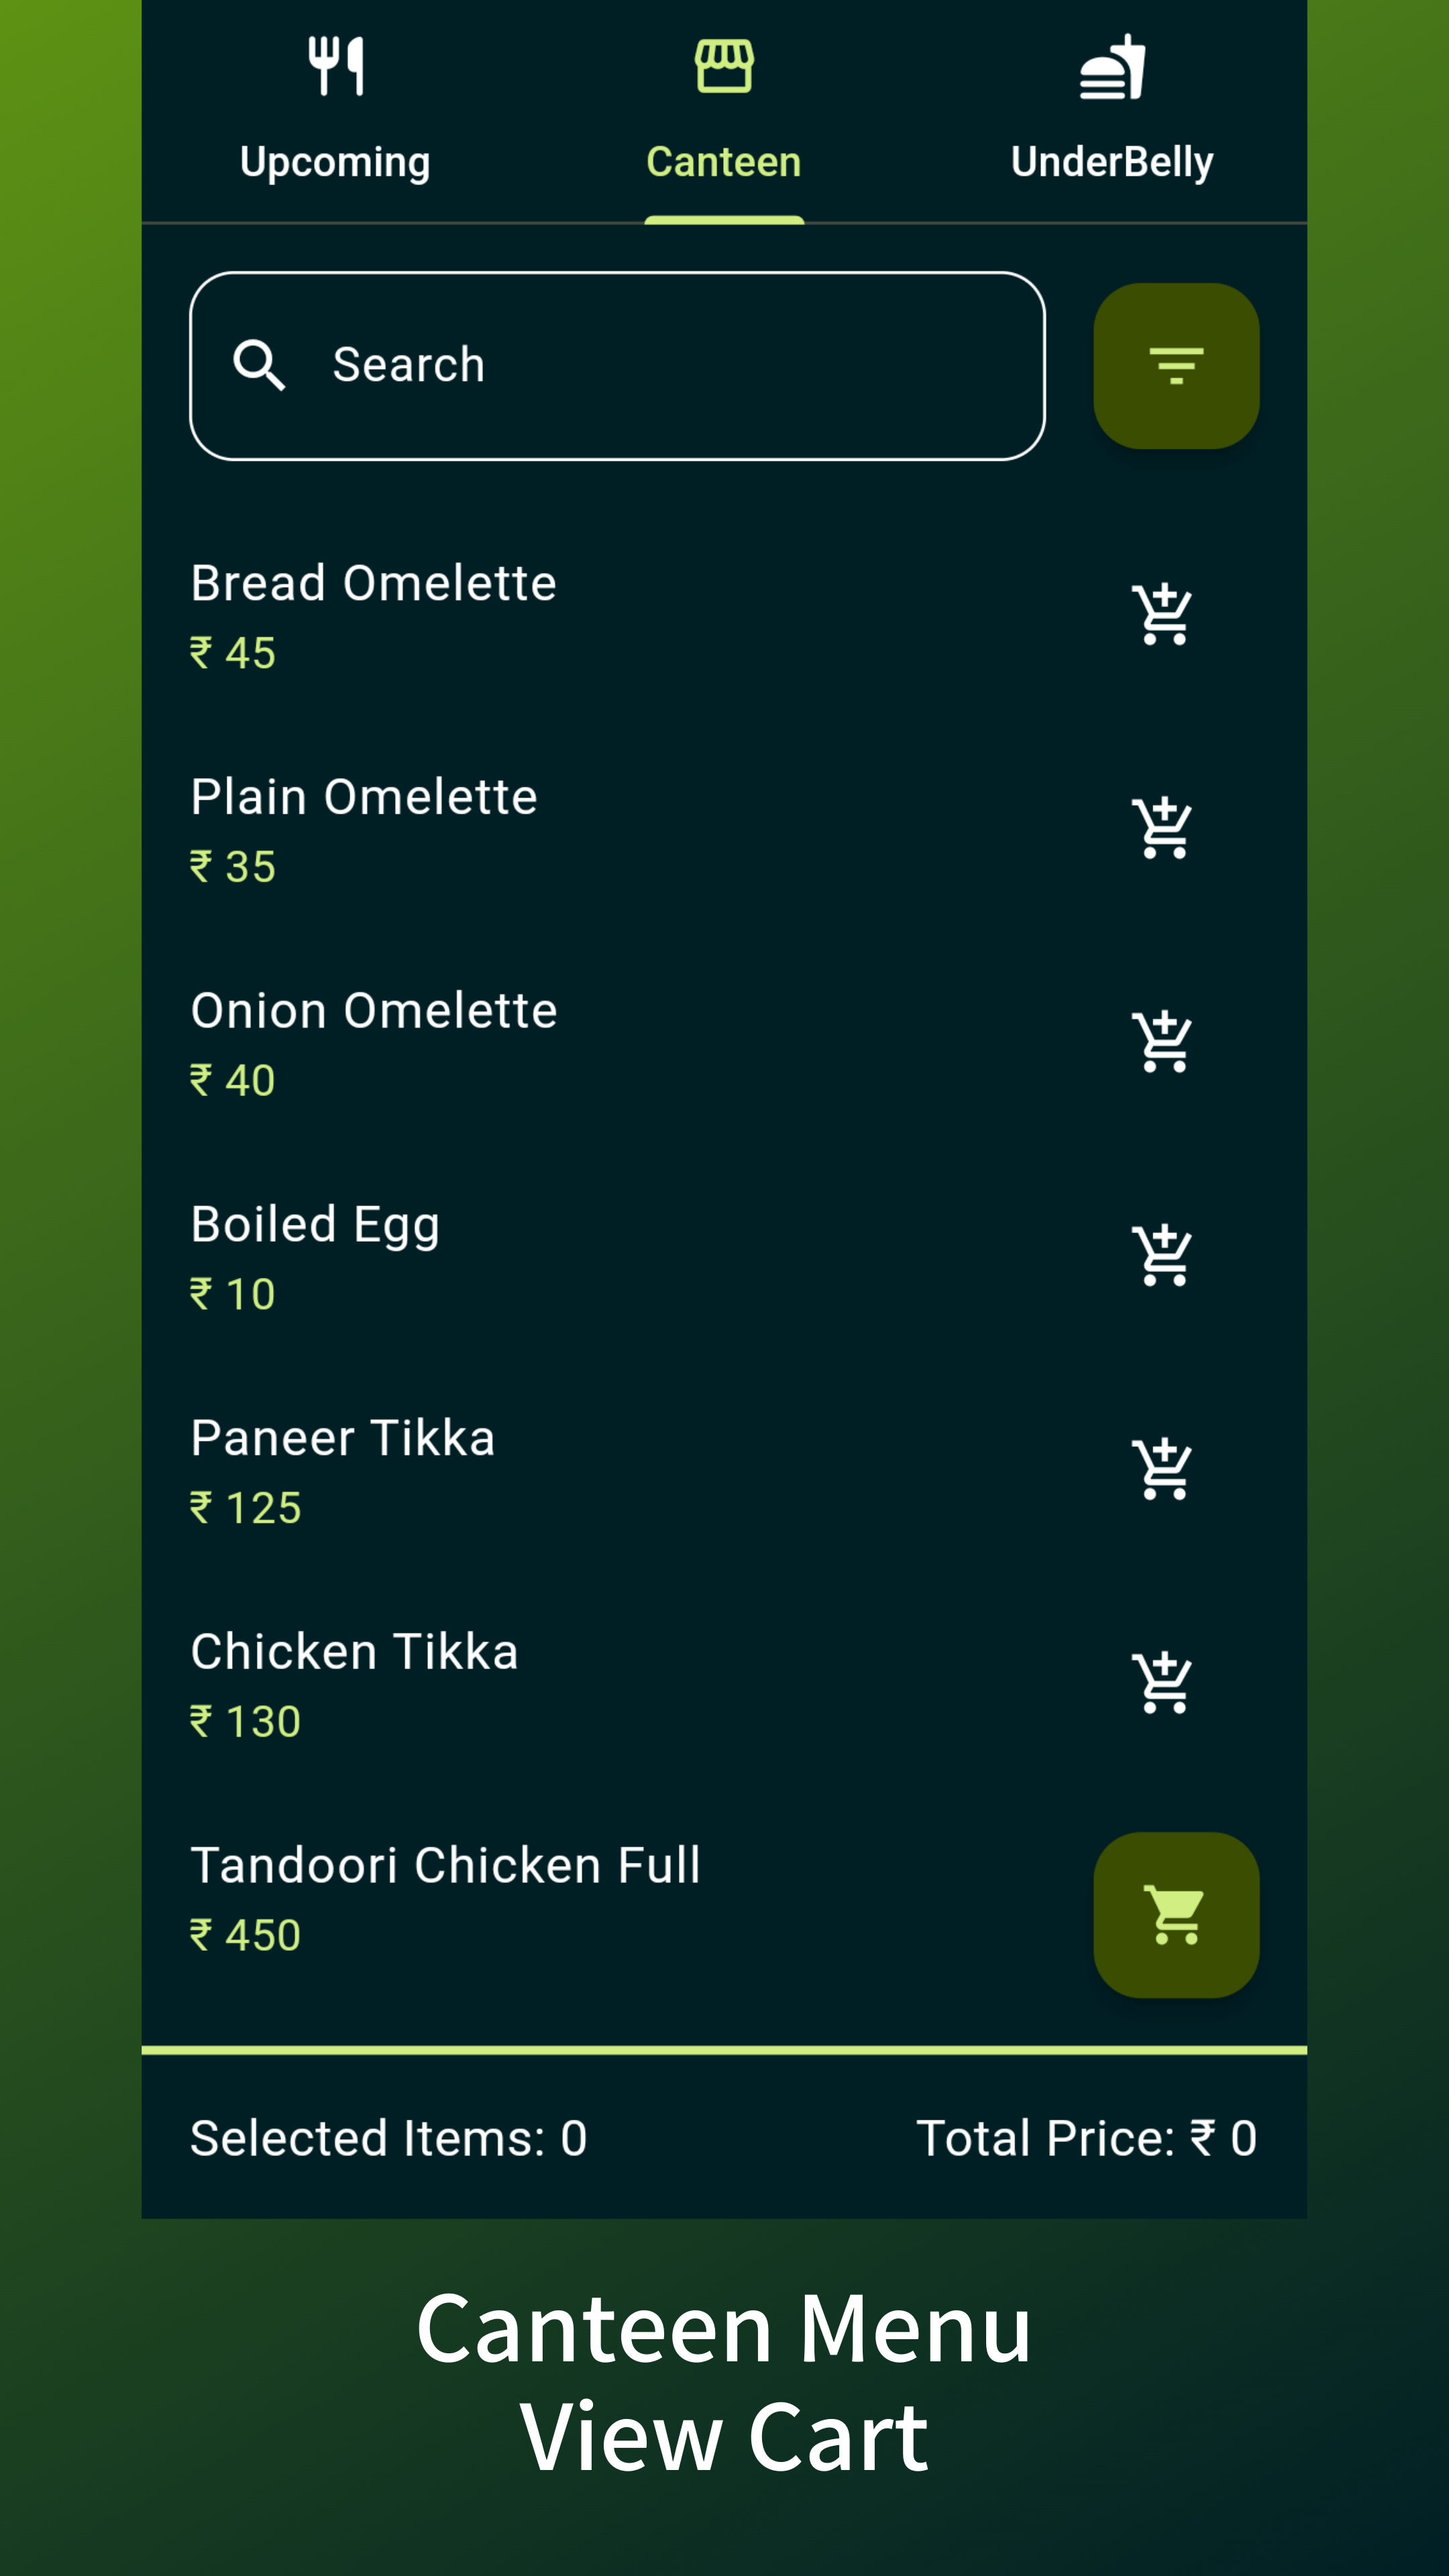 Upcoming Canteen UnderBelly
Search
Bread Omelette
₹ 45
Plain Omelette
₹ 35
Onion Omelette
₹ 40
Boiled Egg
₹ 10
Paneer Tikka
₹ 125
Chicken Tikka
₹ 130
Tandoori Chicken Full
₹ 450
Selected Items: 0 Total Price: ₹ 0
Canteen Menu
View Cart